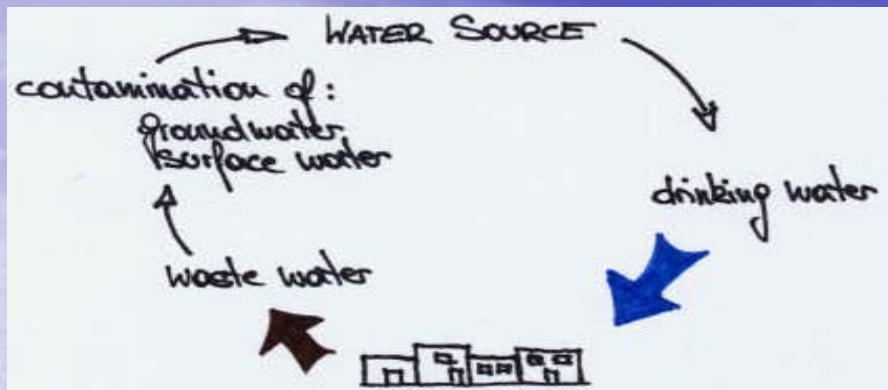 WATER SOURCE
contamination of:
groundwater
surface water
drinking water
waste water